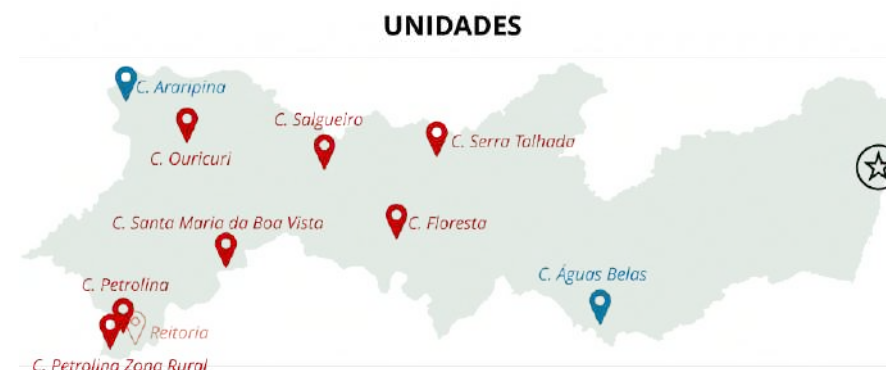 UNIDADES
C. Araripina
C. Salgueiro
C. Serra Talhada
C. Ouricuri
C. Santa Maria da Boa Vista
C. Floresta
C. Águas Belas
C. Petrolina
Reitoria
C. Petrolina Zona Rural